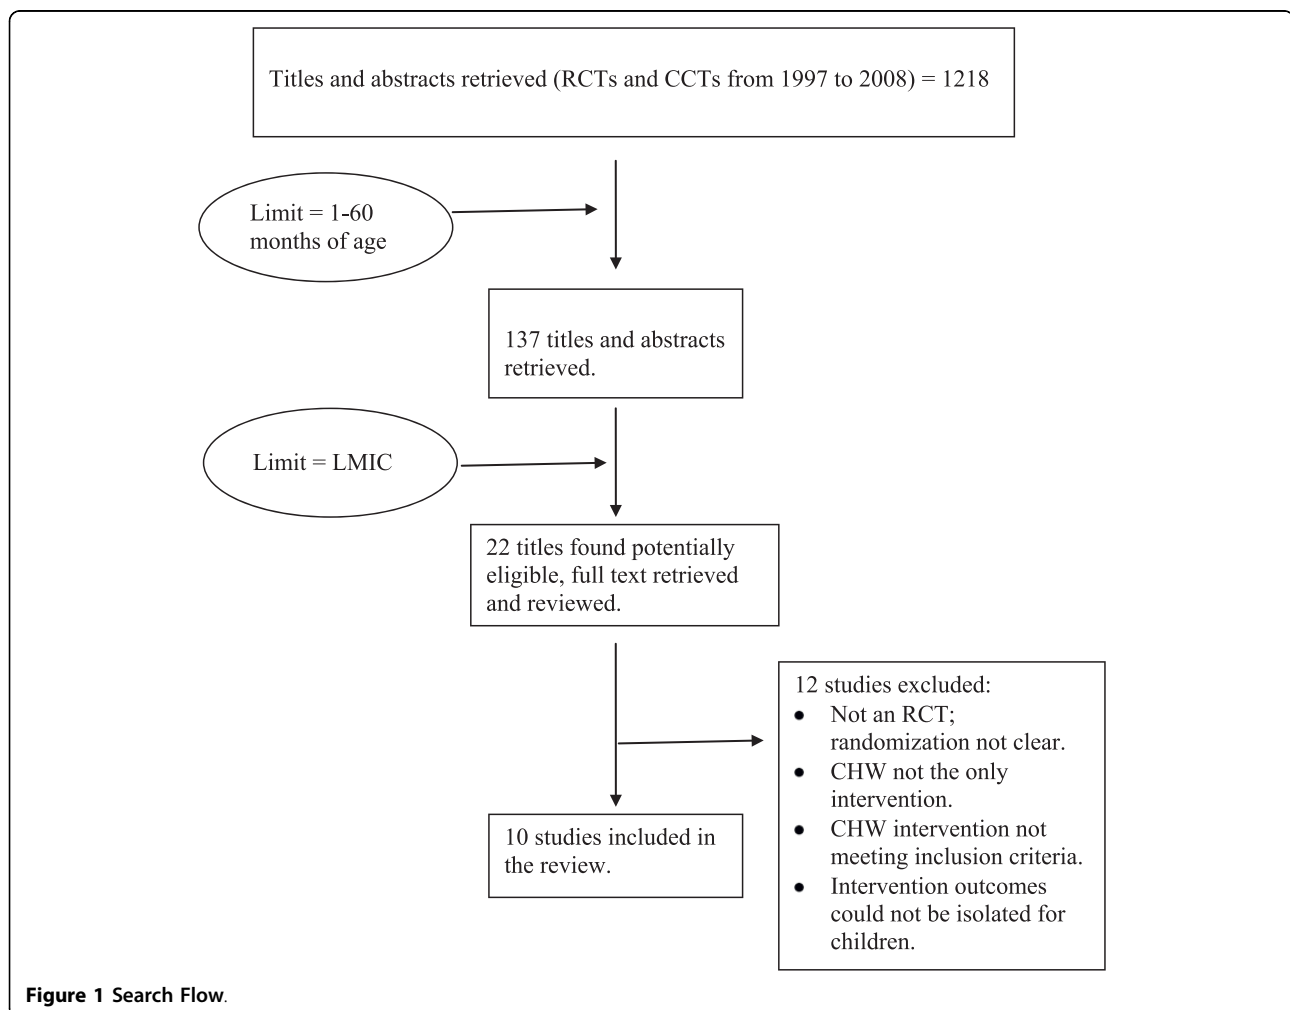 Titles and abstracts retrieved (RCTs and CCTs from 1997 to 2008) = 1218
Limit = 1-60
months of age
137 titles and abstracts
retrieved.
Limit = LMIC
22 titles found potentially
eligible, full text retrieved
and reviewed.
12 studies excluded:
● Not an RCT;
randomization not clear.
● CHW not the only
intervention.
● CHW intervention not
meeting inclusion criteria.
● Intervention outcomes
could not be isolated for
children.
10 studies included in
the review.
Figure 1 Search Flow.